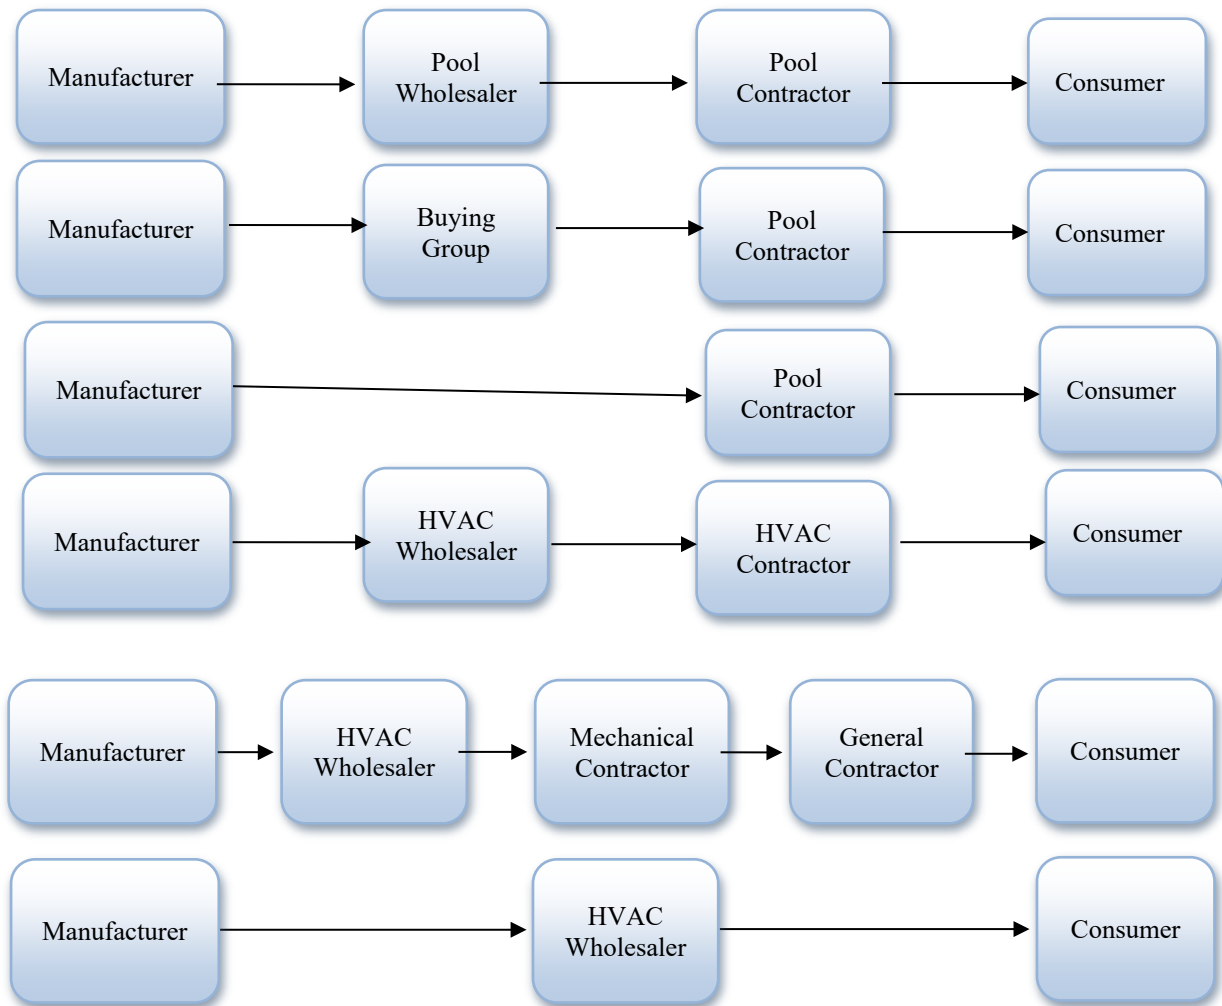 Manufacturer
Pool
Wholesaler
Pool
Contractor
Consumer
Manufacturer
Buying
Group
Pool
Contractor
Consumer
Manufacturer
Pool
Contractor
Consumer
Manufacturer
HVAC
Wholesaler
HVAC
Contractor
Consumer
Manufacturer
HVAC
Wholesaler
Mechanical
Contractor
General
Contractor
Consumer
Manufacturer
HVAC
Wholesaler
Consumer